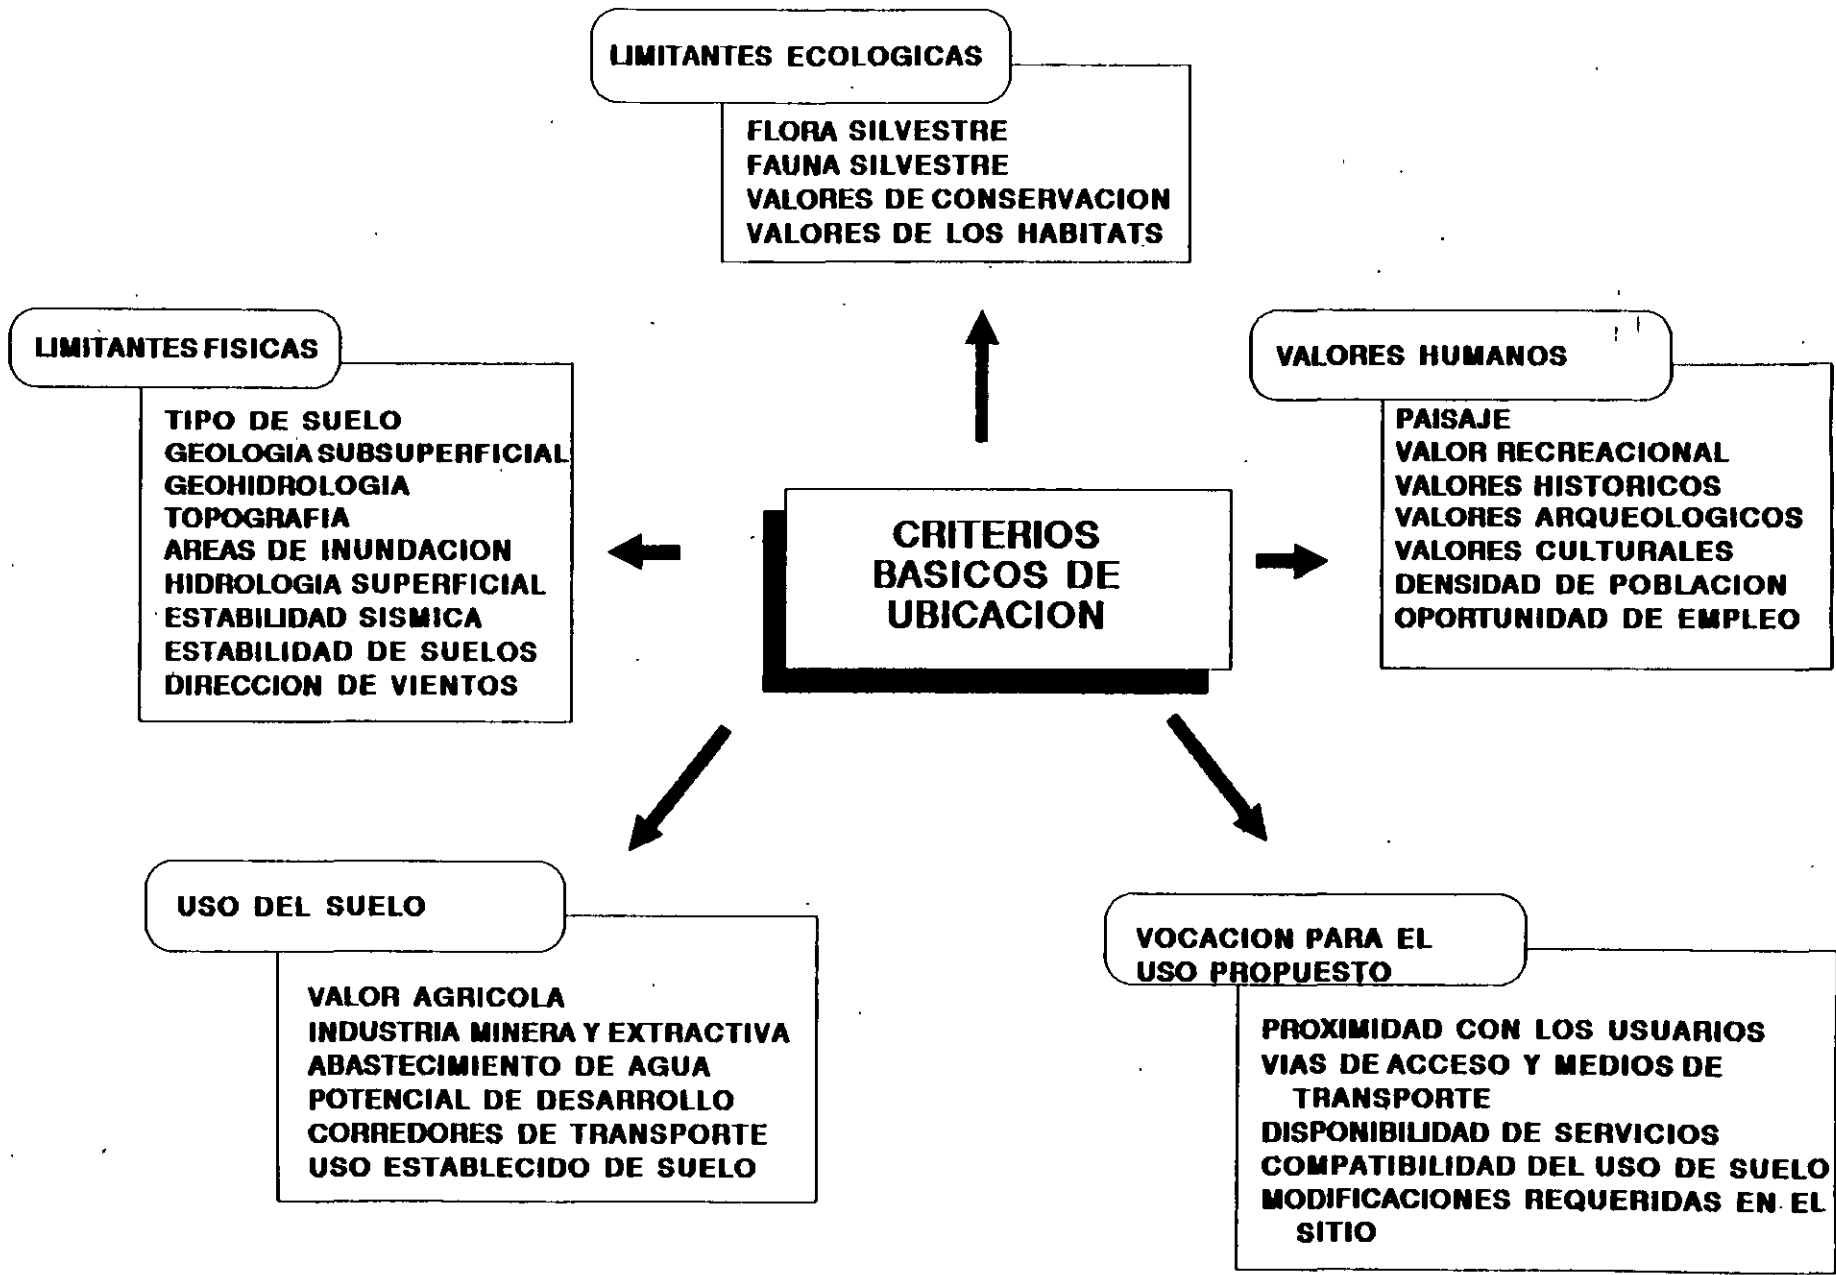 LIMITANTES ECOLOGICAS
FLORA SILVESTRE
FAUNA SILVESTRE
VALORES DE CONSERVACION
VALORES DE LOS HABITATS
LIMITANTES FISICAS
TIPO DE SUELO
GEOLOGIA SUBSUPERFICIAL
GEOHIDROLOGIA
TOPOGRAFIA
AREAS DE INUNDACION
HIDROLOGIA SUPERFICIAL
ESTABILIDAD SISMICA
ESTABILIDAD DE SUELOS
DIRECCION DE VIENTOS
CRITERIOS
BASICOS DE
UBICACION
VALORES HUMANOS
PAISAJE
VALOR RECREACIONAL
VALORES HISTORICOS
VALORES ARQUEOLOGICOS
VALORES CULTURALES
DENSIDAD DE POBLACION
OPORTUNIDAD DE EMPLEO
USO DEL SUELO
VALOR AGRICOLA
INDUSTRIA MINERA Y EXTRACTIVA
ABASTECIMIENTO DE AGUA
POTENCIAL DE DESARROLLO
CORREDORES DE TRANSPORTE
USO ESTABLECIDO DE SUELO
VOCACION PARA EL
USO PROPUESTO
PROXIMIDAD CON LOS USUARIOS
VIAS DE ACCESO Y MEDIOS DE
TRANSPORTE
DISPONIBILIDAD DE SERVICIOS
COMPATIBILIDAD DEL USO DE SUELO
MODIFICACIONES REQUERIDAS EN EL
SITIO